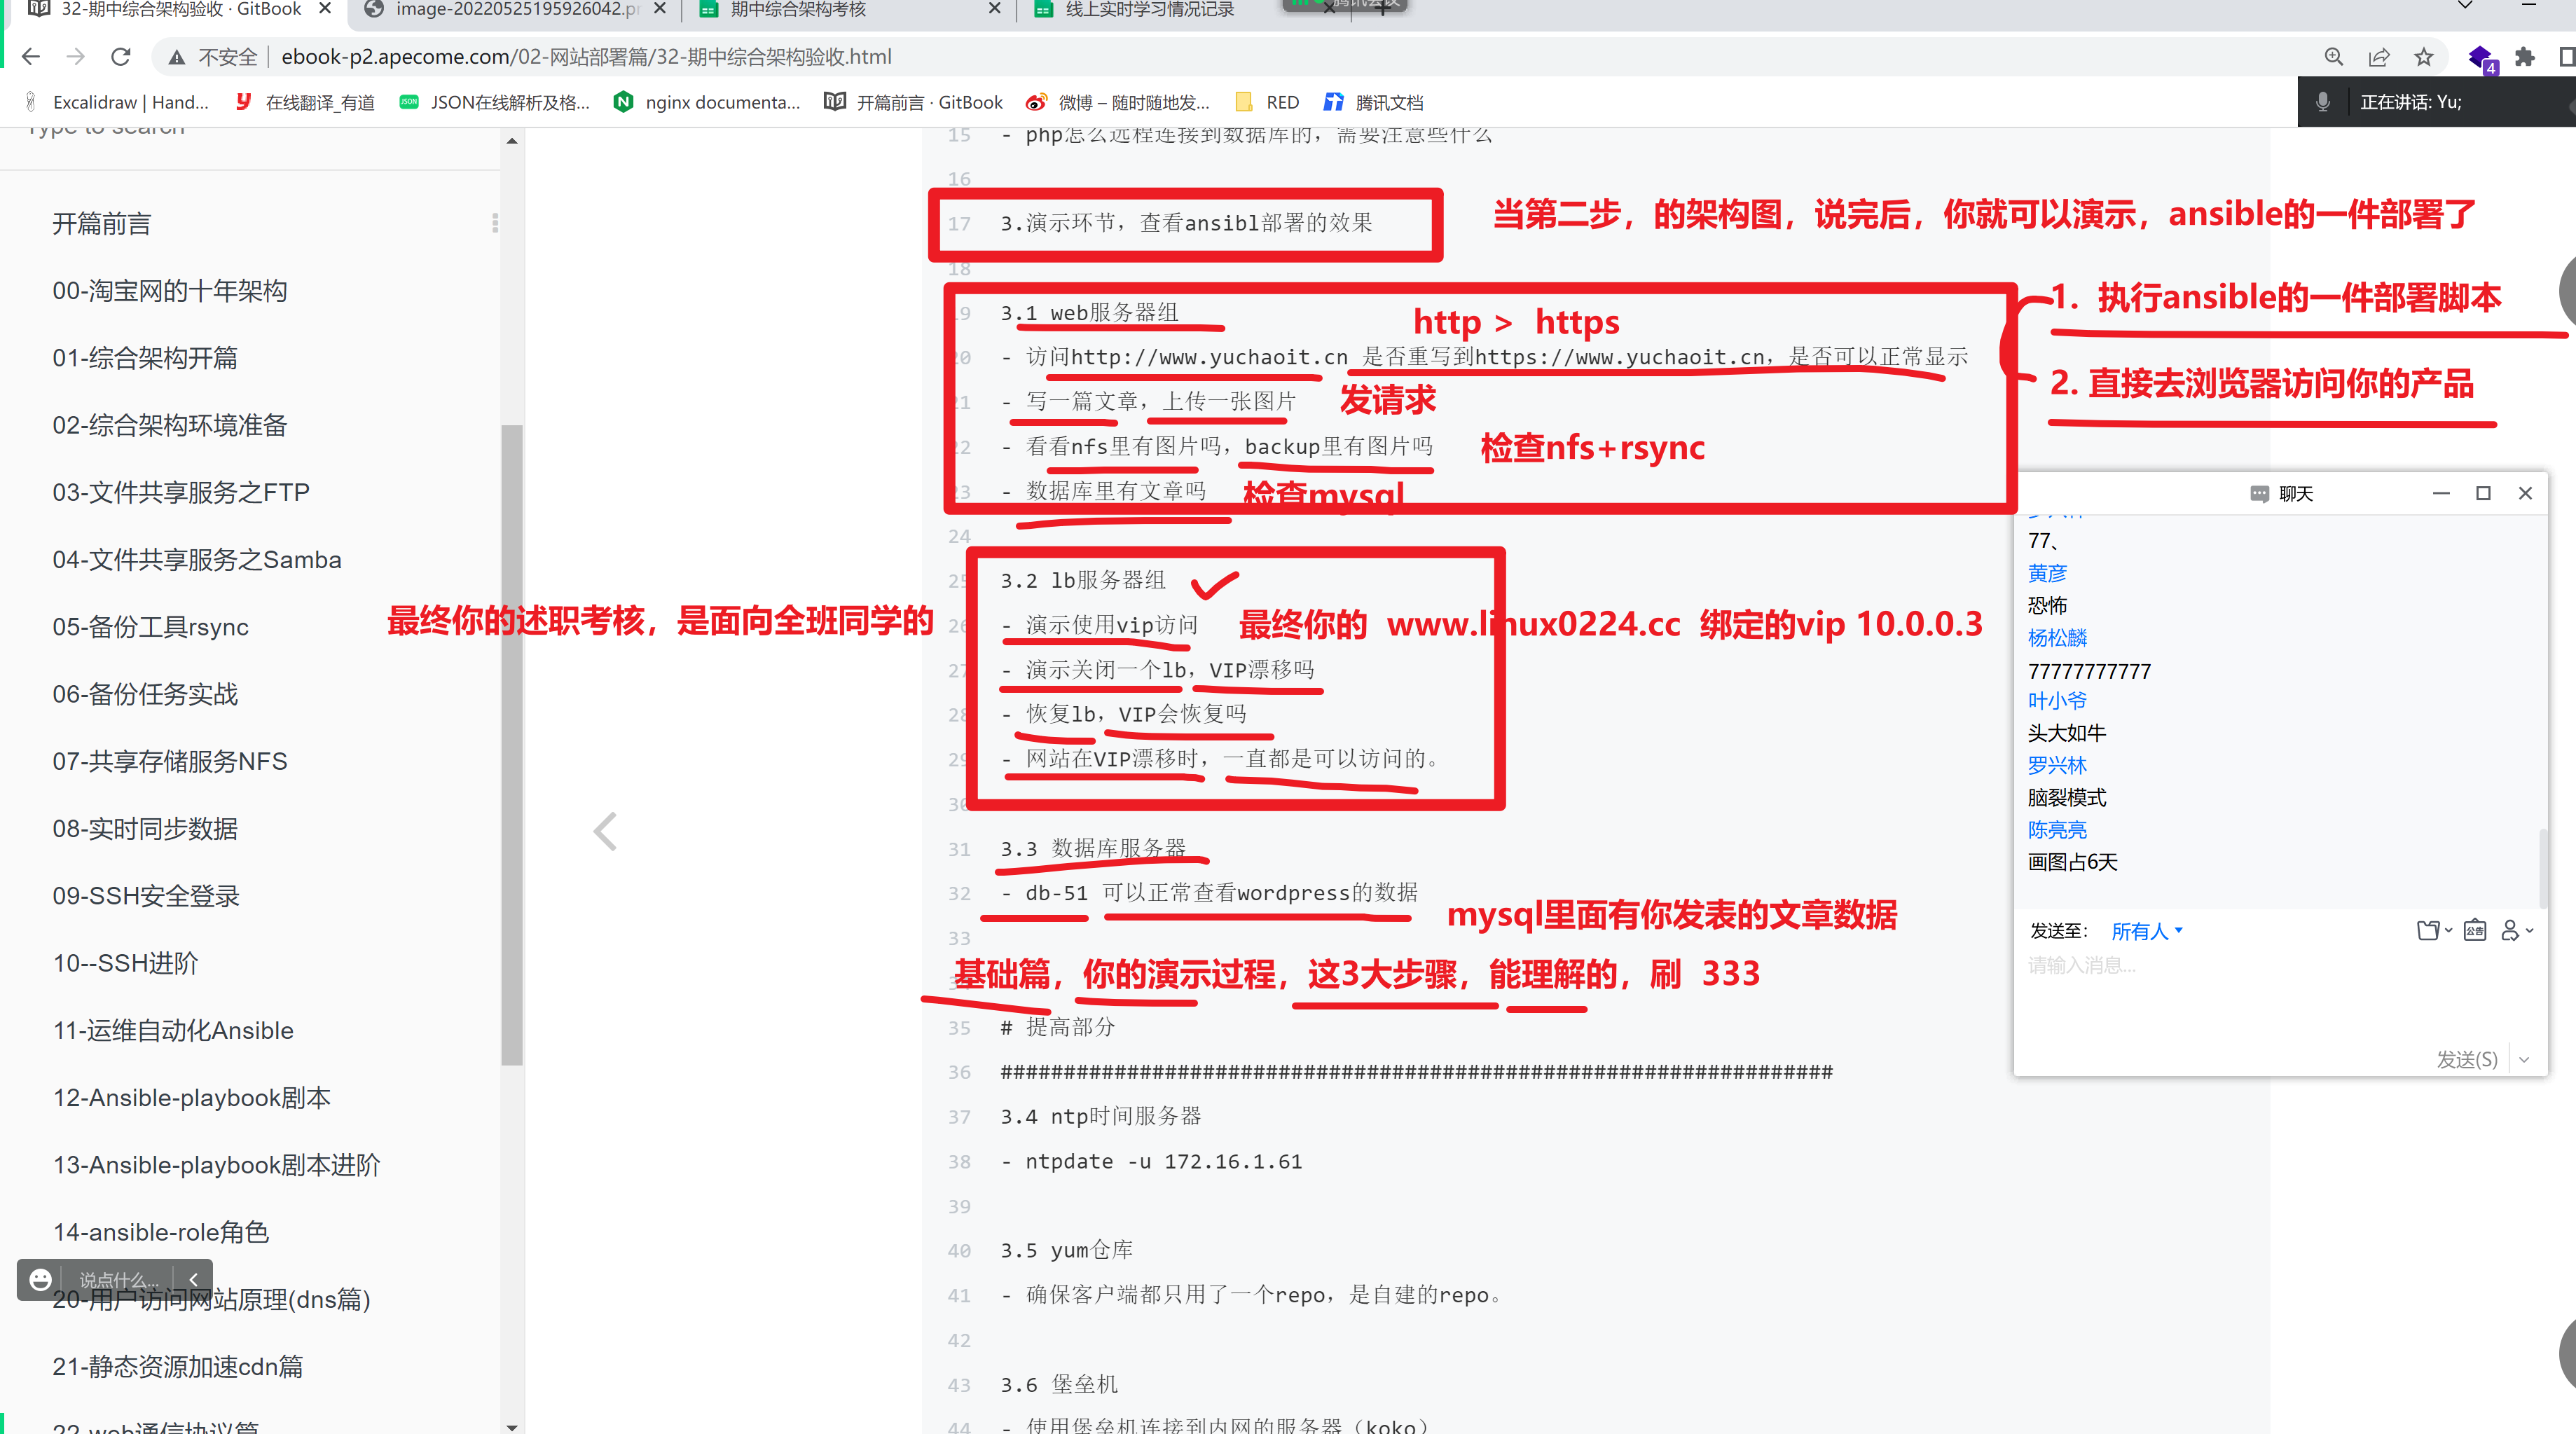 32-期中综合架构验收 · GitBook
image-20220525195926042.pr
期中综合架构考核
线上实时学习情况记录
不安全
ebook-p2.apecome.com/02-网站部署篇/32-期中综合架构验收.html
4
Excalidraw | Hand...
在线翻译_有道
JSON在线解析及格...
nginx documenta...
开篇前言 · GitBook
微博 – 随时随地发...
RED
腾讯文档
正在讲话: Yu;
Type to search
开篇前言
00-淘宝网的十年架构
01-综合架构开篇
02-综合架构环境准备
03-文件共享服务之FTP
04-文件共享服务之Samba
05-备份工具rsync
06-备份任务实战
07-共享存储服务NFS
08-实时同步数据
09-SSH安全登录
10--SSH进阶
11-运维自动化Ansible
12-Ansible-playbook剧本
13-Ansible-playbook剧本进阶
14-ansible-role角色
说点什么...
20-用户访问网站原理(dns篇)
21-静态资源加速cdn篇
22-web通信协议篇
15 - php怎么远程连接到数据库的，需要注意些什么
16
17 3.演示环节，查看ansibl部署的效果
当第二步，的架构图，说完后，你就可以演示，ansible的一件部署了
18
19 3.1 web服务器组
http > https
1. 执行ansible的一件部署脚本
20 - 访问http://www.yuchaoit.cn 是否重写到https://www.yuchaoit.cn，是否可以正常显示
2. 直接去浏览器访问你的产品
21 - 写一篇文章，上传一张图片
发请求
22 - 看看nfs里有图片吗，backup里有图片吗
检查nfs+rsync
23 - 数据库里有文章吗
检查mysql
24
25 3.2 lb服务器组
最终你的述职考核，是面向全班同学的
26 - 演示使用vip访问
最终你的 www.linux0224.cc 绑定的vip 10.0.0.3
27 - 演示关闭一个lb，VIP漂移吗
28 - 恢复lb，VIP会恢复吗
29 - 网站在VIP漂移时，一直都是可以访问的。
30
31 3.3 数据库服务器
32 - db-51 可以正常查看wordpress的数据
mysql里面有你发表的文章数据
33
基础篇，你的演示过程，这3大步骤，能理解的，刷 333
35 # 提高部分
36 ##################################################################
37 3.4 ntp时间服务器
38 - ntpdate -u 172.16.1.61
39
40 3.5 yum仓库
41 - 确保客户端都只用了一个repo，是自建的repo。
42
43 3.6 堡垒机
44 - 使用堡垒机连接到内网的服务器（koko）
聊天
77、
黄彦
恐怖
杨松麟
77777777777
叶小爷
头大如牛
罗兴林
脑裂模式
陈亮亮
画图占6天
发送至：
所有人
公告
请输入消息...
发送(S)